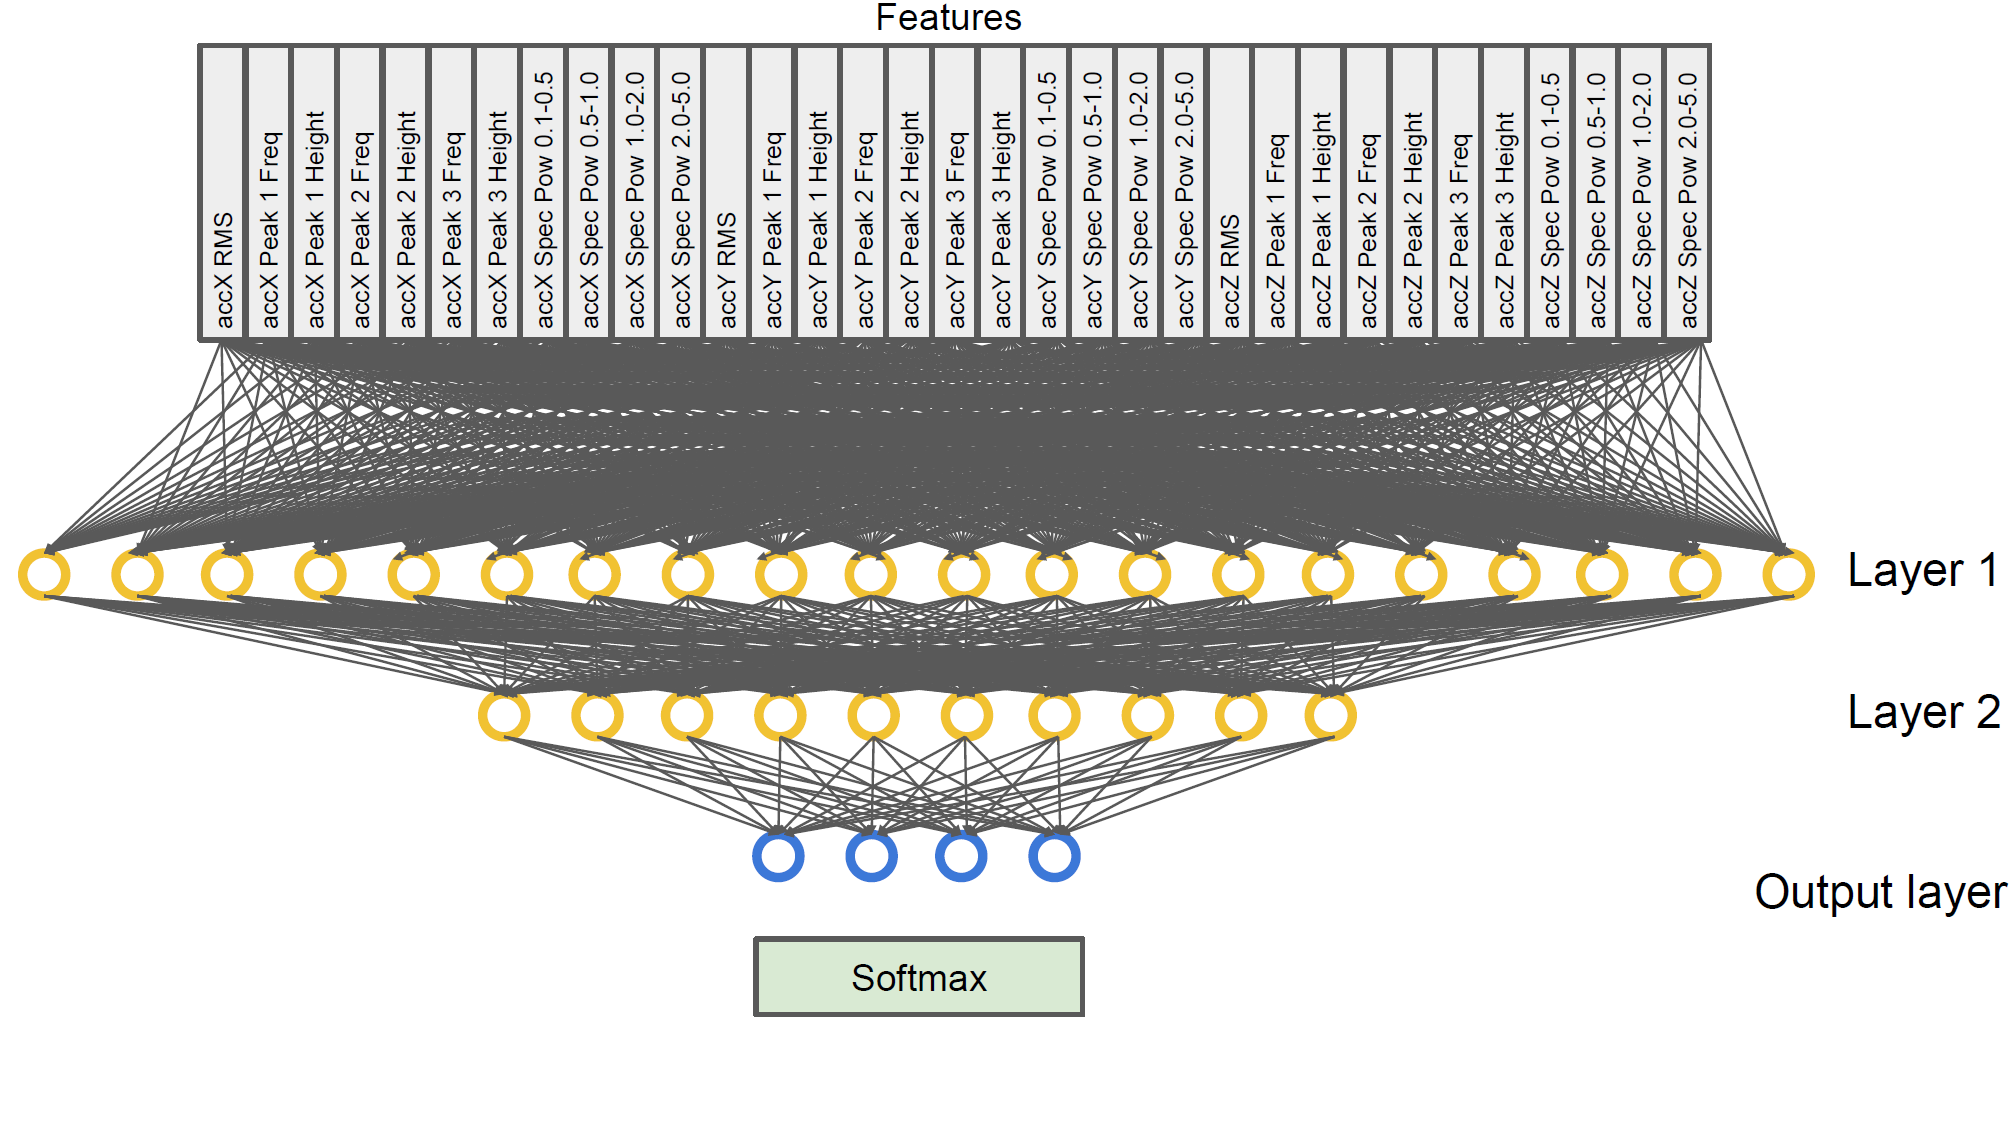 Features
accX RMS
accX Peak 1 Freq
accX Peak 1 Height
accX Peak 2 Freq
accX Peak 2 Height
accX Peak 3 Freq
accX Peak 3 Height
accX Spec Pow 0.1-0.5
accX Spec Pow 0.5-1.0
accX Spec Pow 1.0-2.0
accX Spec Pow 2.0-5.0
accY RMS
accY Peak 1 Freq
accY Peak 1 Height
accY Peak 2 Freq
accY Peak 2 Height
accY Peak 3 Freq
accY Peak 3 Height
accY Spec Pow 0.1-0.5
accY Spec Pow 0.5-1.0
accY Spec Pow 1.0-2.0
accY Spec Pow 2.0-5.0
accZ RMS
accZ Peak 1 Freq
accZ Peak 1 Height
accZ Peak 2 Freq
accZ Peak 2 Height
accZ Peak 3 Freq
accZ Peak 3 Height
accZ Spec Pow 0.1-0.5
accZ Spec Pow 0.5-1.0
accZ Spec Pow 1.0-2.0
accZ Spec Pow 2.0-5.0
Layer 1
Layer 2
Output layer
Softmax